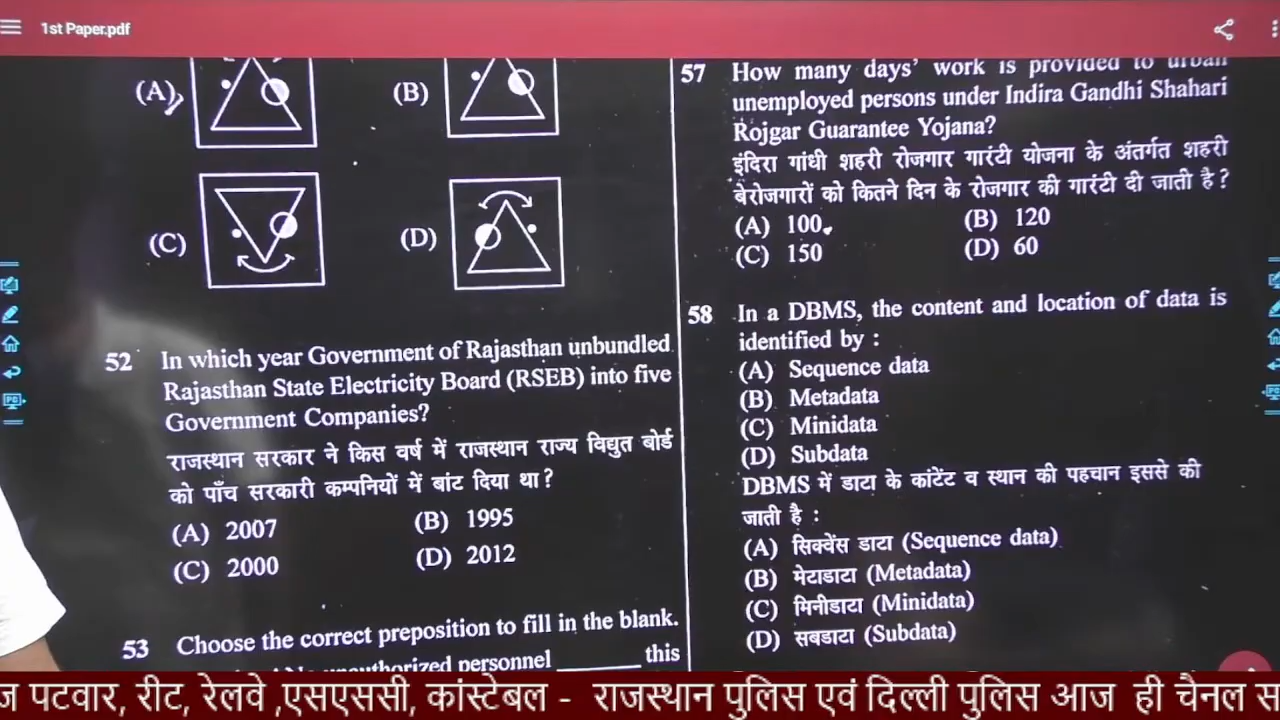 1st Paper.pdf
(A)
(B)
(C)
(D)
52 In which year Government of Rajasthan unbundled
Rajasthan State Electricity Board (RSEB) into five
Government Companies?
राजस्थान सरकार ने किस वर्ष में राजस्थान राज्य विद्युत बोर्ड
को पाँच सरकारी कम्पनियों में बांट दिया था?
(A) 2007
(B) 1995
(C) 2000
(D) 2012
53 Choose the correct preposition to fill in the blank.
personnel ______ this
57 How many days' work is provided to urban
unemployed persons under Indira Gandhi Shahari
Rojgar Guarantee Yojana?
इंदिरा गांधी शहरी रोजगार गारंटी योजना के अंतर्गत शहरी
बेरोजगारों को कितने दिन के रोजगार की गारंटी दी जाती है?
(A) 100
(B) 120
(C) 150
(D) 60
58 In a DBMS, the content and location of data is
identified by :
(A) Sequence data
(B) Metadata
(C) Minidata
(D) Subdata
DBMS में डाटा के कांटेंट व स्थान की पहचान इससे की
जाती है :
(A) सिक्वेंस डाटा (Sequence data)
(B) मेटाडाटा (Metadata)
(C) मिनीडाटा (Minidata)
(D) सबडाटा (Subdata)
पटवार, रीट, रेलवे ,एसएससी, कांस्टेबल - राजस्थान पुलिस एवं दिल्ली पुलिस आज ही चैनल